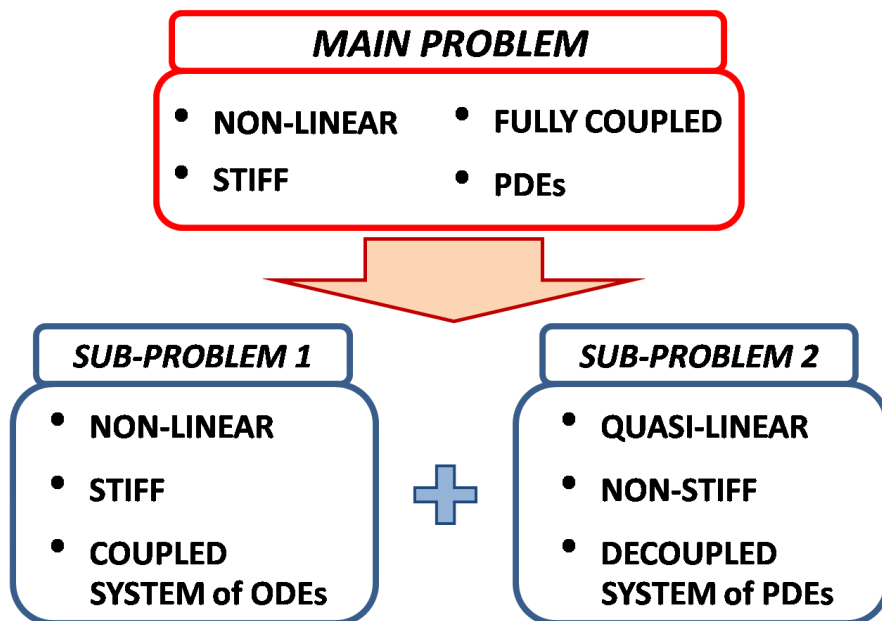 MAIN PROBLEM
• NON-LINEAR
• STIFF
• FULLY COUPLED
• PDEs
SUB-PROBLEM 1
• NON-LINEAR
• STIFF
• COUPLED
SYSTEM of ODEs
SUB-PROBLEM 2
• QUASI-LINEAR
• NON-STIFF
• DECOUPLED
SYSTEM of PDEs